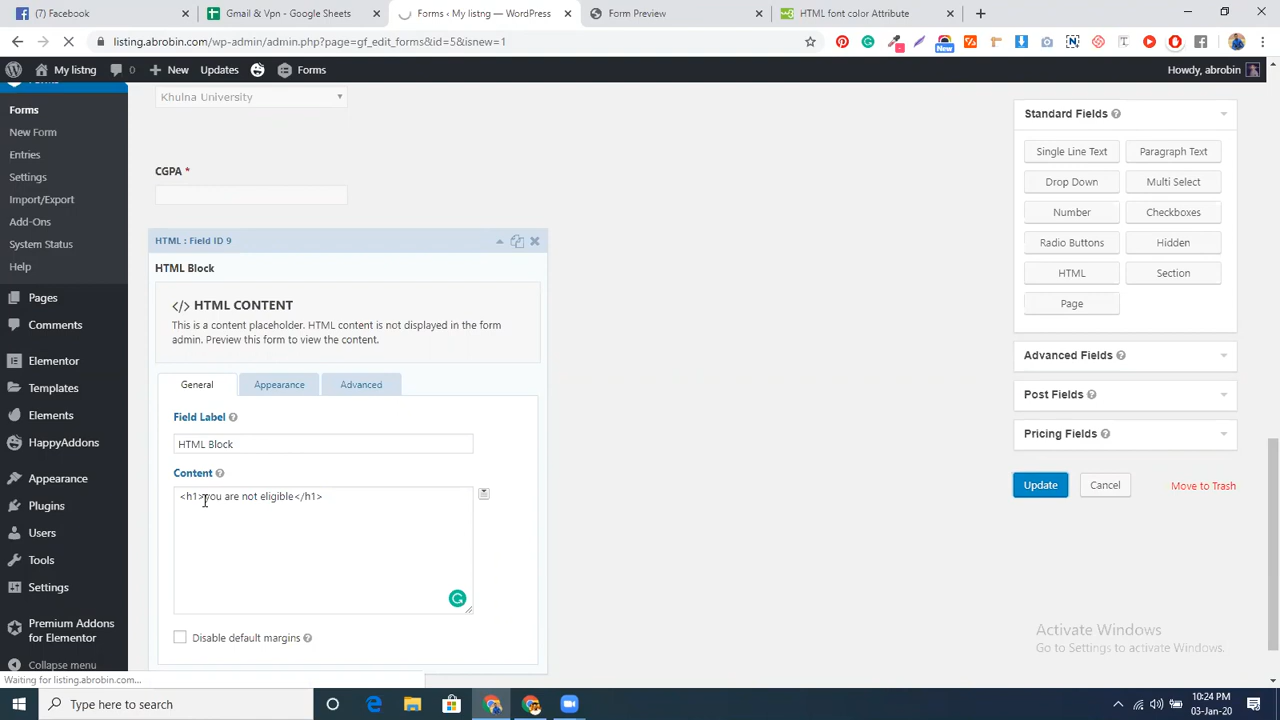 (7) Facebook
Gmail & Vpn - Google Sheets
Forms ‹ My listng — WordPress
Form Preview
HTML font color Attribute
listing.abrobin.com/wp-admin/admin.php?page=gf_edit_forms&id=5&isnew=1
New
My listng 0 New Updates Forms Howdy, abrobin
Forms
New Form
Entries
Settings
Import/Export
Add-Ons
System Status
Help
Pages
Comments
Elementor
Templates
Elements
HappyAddons
Appearance
Plugins
Users
Tools
Settings
Premium Addons
for Elementor
Collapse menu
Khulna University
CGPA *
HTML : Field ID 9
HTML Block
</> HTML CONTENT
This is a content placeholder. HTML content is not displayed in the form
admin. Preview this form to view the content.
General Appearance Advanced
Field Label
HTML Block
Content
<h1>you are not eligible</h1>
Disable default margins
Standard Fields
Single Line Text Paragraph Text
Drop Down Multi Select
Number Checkboxes
Radio Buttons Hidden
HTML Section
Page
Advanced Fields
Post Fields
Pricing Fields
Update Cancel Move to Trash
Activate Windows
Go to Settings to activate Windows.
Waiting for listing.abrobin.com...
Type here to search
10:24 PM
03-Jan-20